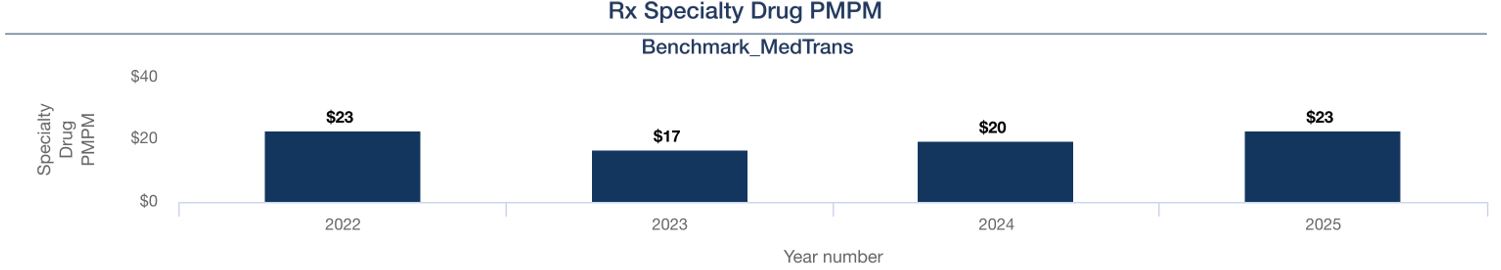 Rx Specialty Drug PMPM
Benchmark_MedTrans
Specialty
Drug
PMPM
$40
$20
$0
$23
$17
$20
$23
2022
2023
2024
2025
Year number